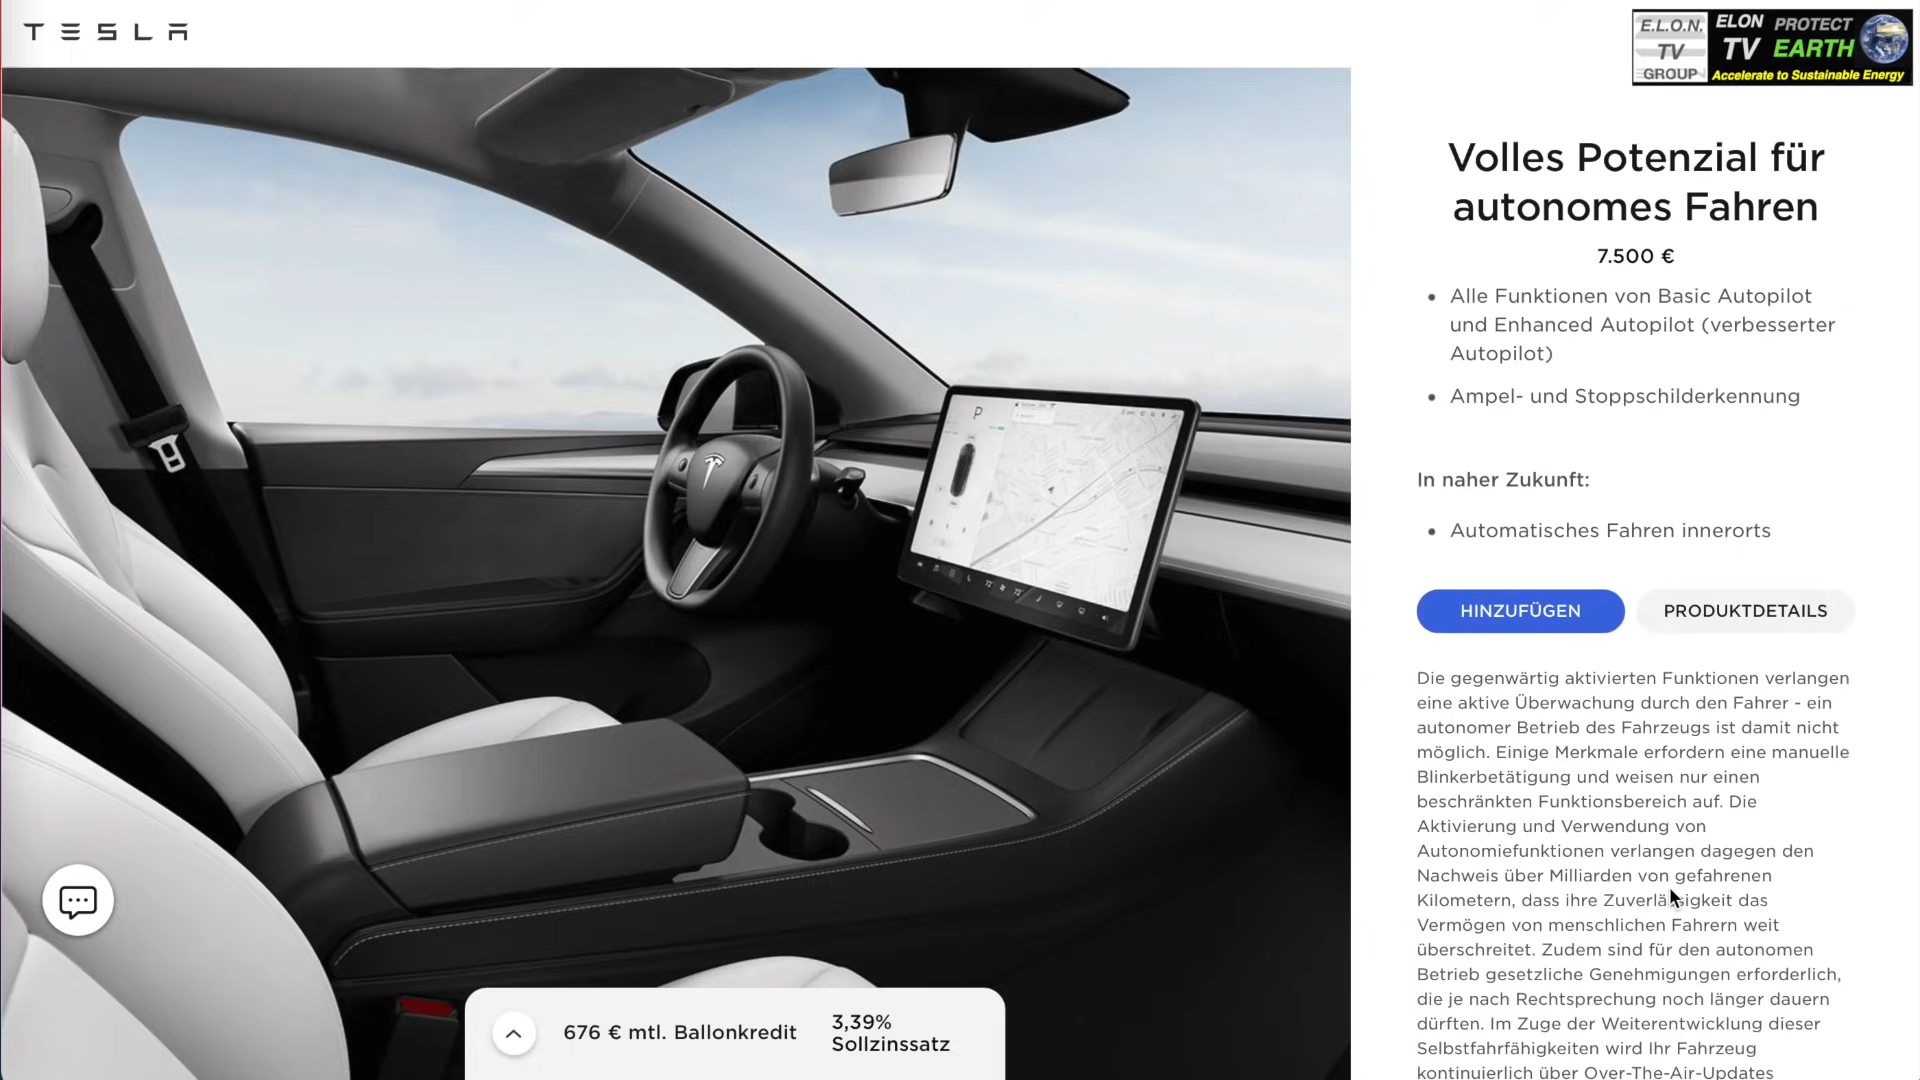 TESLA
E.L.O.N.
TV
GROUP
ELON
TV
PROTECT
EARTH
Accelerate to Sustainable Energy
Volles Potenzial für
autonomes Fahren
7.500 €
Alle Funktionen von Basic Autopilot
und Enhanced Autopilot (verbesserter
Autopilot)
Ampel- und Stoppschilderkennung
In naher Zukunft:
Automatisches Fahren innerorts
HINZUFÜGEN
PRODUKTDETAILS
Die gegenwärtig aktivierten Funktionen verlangen
eine aktive Überwachung durch den Fahrer - ein
autonomer Betrieb des Fahrzeugs ist damit nicht
möglich. Einige Merkmale erfordern eine manuelle
Blinkerbetätigung und weisen nur einen
beschränkten Funktionsbereich auf. Die
Aktivierung und Verwendung von
Autonomiefunktionen verlangen dagegen den
Nachweis über Milliarden von gefahrenen
Kilometern, dass ihre Zuverlässigkeit das
Vermögen von menschlichen Fahrern weit
überschreitet. Zudem sind für den autonomen
Betrieb gesetzliche Genehmigungen erforderlich,
die je nach Rechtsprechung noch länger dauern
dürften. Im Zuge der Weiterentwicklung dieser
Selbstfahrfähigkeiten wird Ihr Fahrzeug
kontinuierlich über Over-The-Air-Updates
P
676 € mtl. Ballonkredit
3,39%
Sollzinssatz